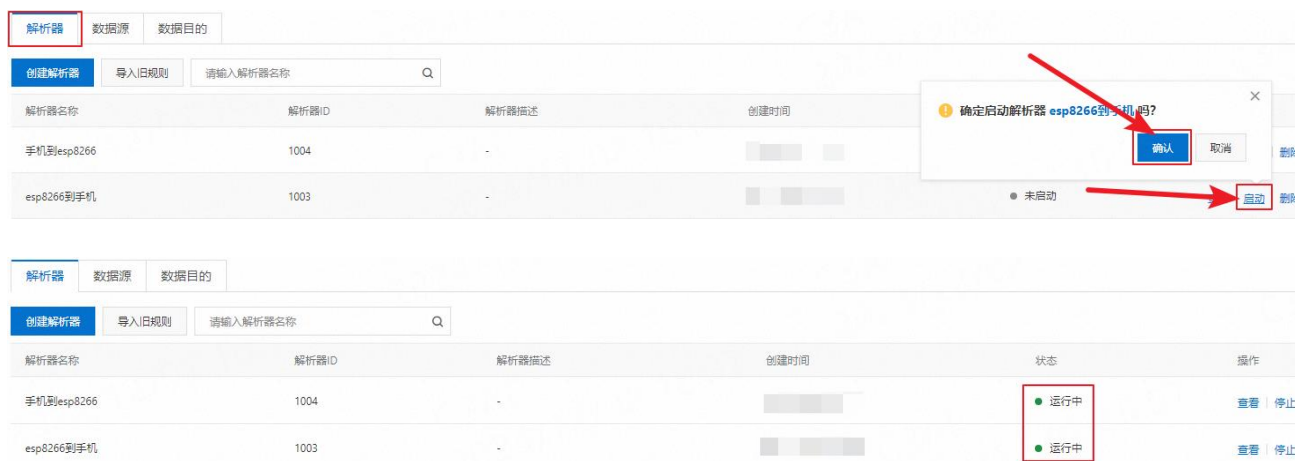 解析器 数据源 数据目的
创建解析器 导入旧规则 请输入解析器名称
解析器名称 解析器ID 解析器描述 创建时间
确定启动解析器 esp8266到手机 吗?
确认 取消
手机到esp8266 1004 - 删除
esp8266到手机 1003 - 未启动 启动 删除
解析器 数据源 数据目的
创建解析器 导入旧规则 请输入解析器名称
解析器名称 解析器ID 解析器描述 创建时间 状态 操作
手机到esp8266 1004 - 运行中 查看 停止
esp8266到手机 1003 - 运行中 查看 停止